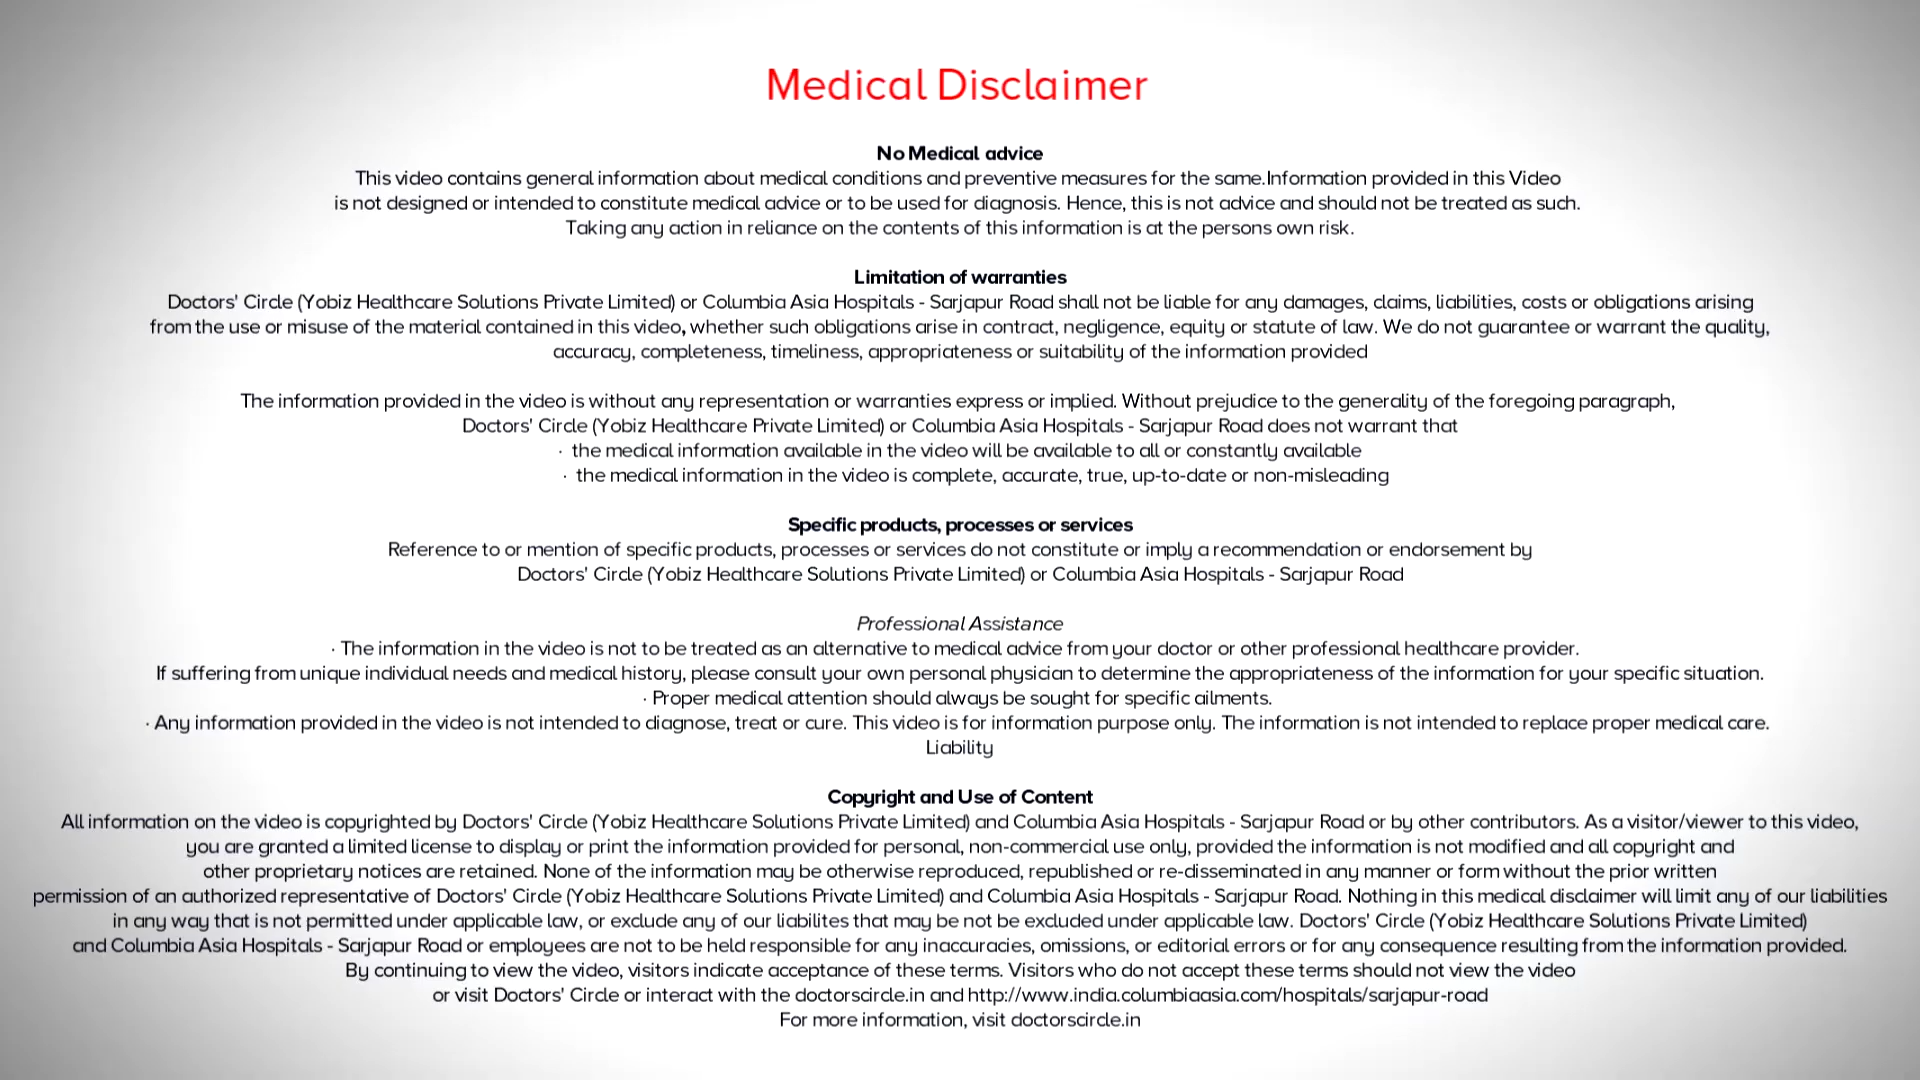 Medical Disclaimer
No Medical advice
This video contains general information about medical conditions and preventive measures for the same.Information provided in this Video
is not designed or intended to constitute medical advice or to be used for diagnosis. Hence, this is not advice and should not be treated as such.
Taking any action in reliance on the contents of this information is at the persons own risk.
Limitation of warranties
Doctors' Circle (Yobiz Healthcare Solutions Private Limited) or Columbia Asia Hospitals - Sarjapur Road shall not be liable for any damages, claims, liabilities, costs or obligations arising
from the use or misuse of the material contained in this video, whether such obligations arise in contract, negligence, equity or statute of law. We do not guarantee or warrant the quality,
accuracy, completeness, timeliness, appropriateness or suitability of the information provided
The information provided in the video is without any representation or warranties express or implied. Without prejudice to the generality of the foregoing paragraph,
Doctors' Circle (Yobiz Healthcare Private Limited) or Columbia Asia Hospitals - Sarjapur Road does not warrant that
· the medical information available in the video will be available to all or constantly available
· the medical information in the video is complete, accurate, true, up-to-date or non-misleading
Specific products, processes or services
Reference to or mention of specific products, processes or services do not constitute or imply a recommendation or endorsement by
Doctors' Circle (Yobiz Healthcare Solutions Private Limited) or Columbia Asia Hospitals - Sarjapur Road
Professional Assistance
· The information in the video is not to be treated as an alternative to medical advice from your doctor or other professional healthcare provider.
If suffering from unique individual needs and medical history, please consult your own personal physician to determine the appropriateness of the information for your specific situation.
· Proper medical attention should always be sought for specific ailments.
· Any information provided in the video is not intended to diagnose, treat or cure. This video is for information purpose only. The information is not intended to replace proper medical care.
Liability
Copyright and Use of Content
All information on the video is copyrighted by Doctors' Circle (Yobiz Healthcare Solutions Private Limited) and Columbia Asia Hospitals - Sarjapur Road or by other contributors. As a visitor/viewer to this video,
you are granted a limited license to display or print the information provided for personal, non-commercial use only, provided the information is not modified and all copyright and
other proprietary notices are retained. None of the information may be otherwise reproduced, republished or re-disseminated in any manner or form without the prior written
permission of an authorized representative of Doctors' Circle (Yobiz Healthcare Solutions Private Limited) and Columbia Asia Hospitals - Sarjapur Road. Nothing in this medical disclaimer will limit any of our liabilities
in any way that is not permitted under applicable law, or exclude any of our liabilites that may be not be excluded under applicable law. Doctors' Circle (Yobiz Healthcare Solutions Private Limited)
and Columbia Asia Hospitals - Sarjapur Road or employees are not to be held responsible for any inaccuracies, omissions, or editorial errors or for any consequence resulting from the information provided.
By continuing to view the video, visitors indicate acceptance of these terms. Visitors who do not accept these terms should not view the video
or visit Doctors' Circle or interact with the doctorscircle.in and http://www.india.columbiaasia.com/hospitals/sarjapur-road
For more information, visit doctorscircle.in